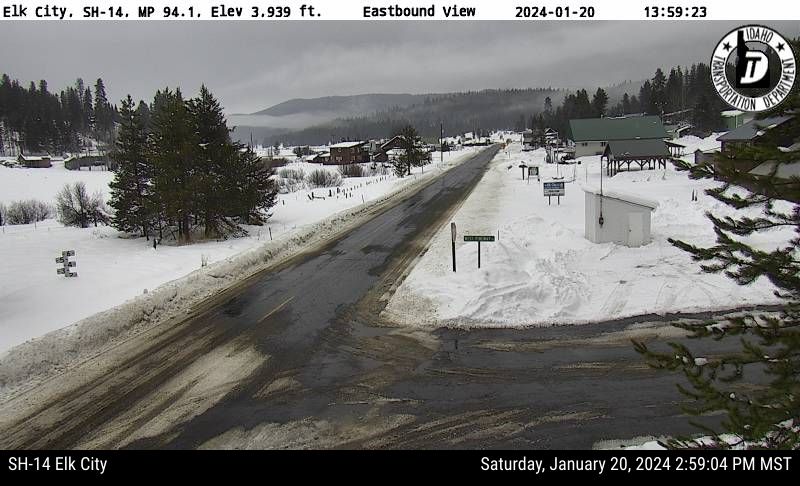 Elk City, SH-14, MP 94.1, Elev 3,939 ft. Eastbound View 2024-01-20 13:59:23
IDAHO
TRANSPORTATION DEPARTMENT
SH-14 Elk City Saturday, January 20, 2024 2:59:04 PM MST